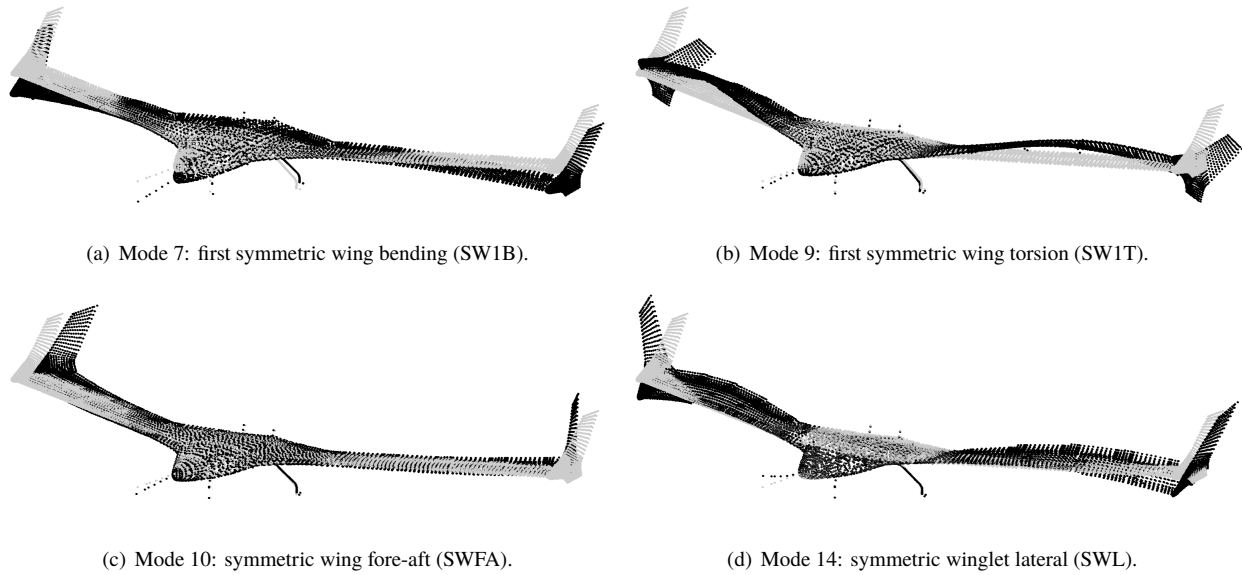 (a) Mode 7: first symmetric wing bending (SW1B).
(b) Mode 9: first symmetric wing torsion (SW1T).
(c) Mode 10: symmetric wing fore-aft (SWFA).
(d) Mode 14: symmetric winglet lateral (SWL).